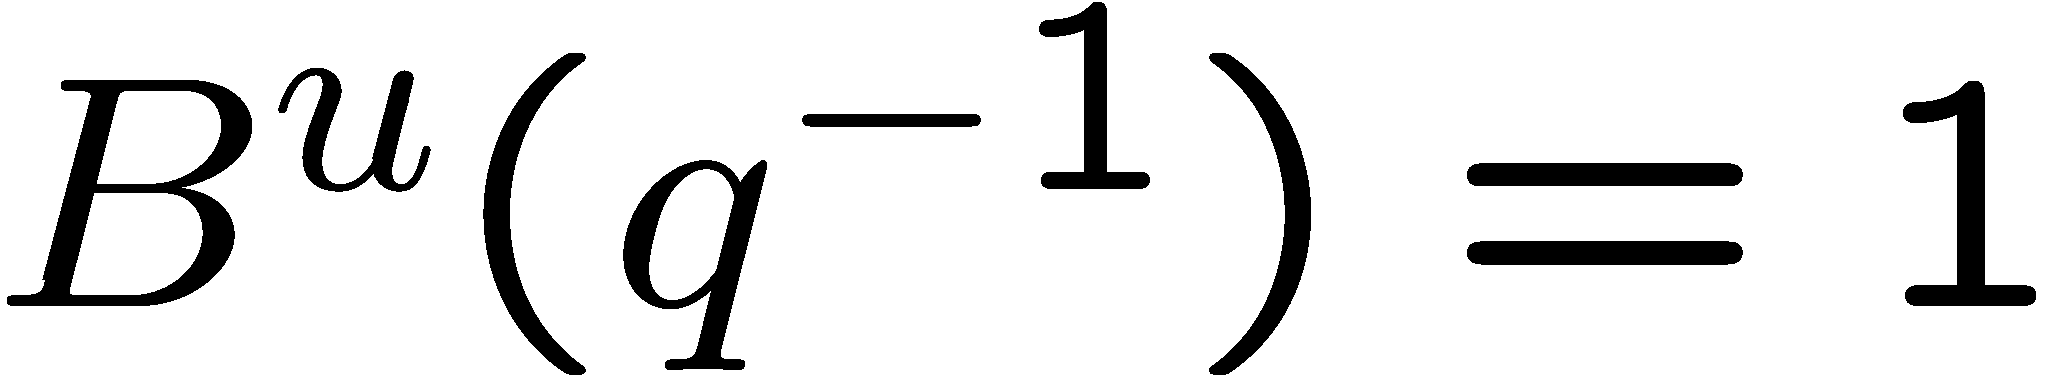 $B^u(q^{-1}) = 1$